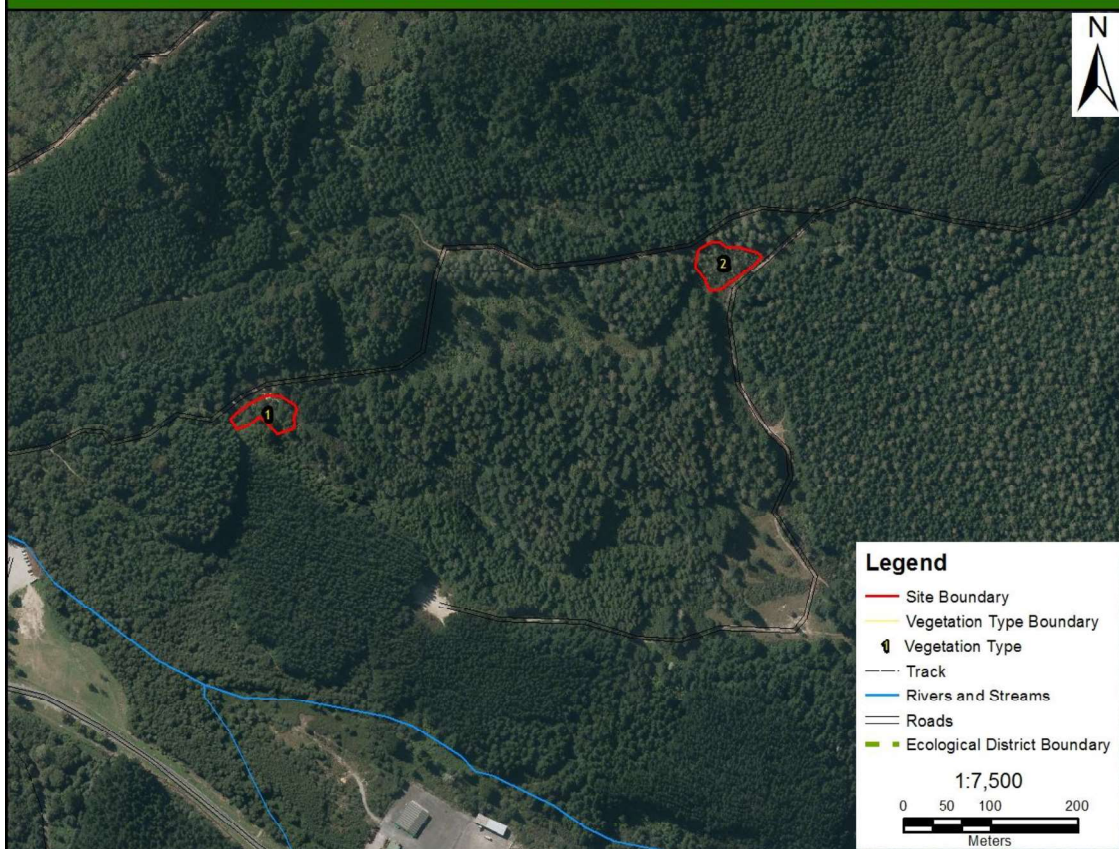 N
2
1
Legend
Site Boundary
Vegetation Type Boundary
1 Vegetation Type
Track
Rivers and Streams
Roads
Ecological District Boundary
1:7,500
0 50 100 200
Meters